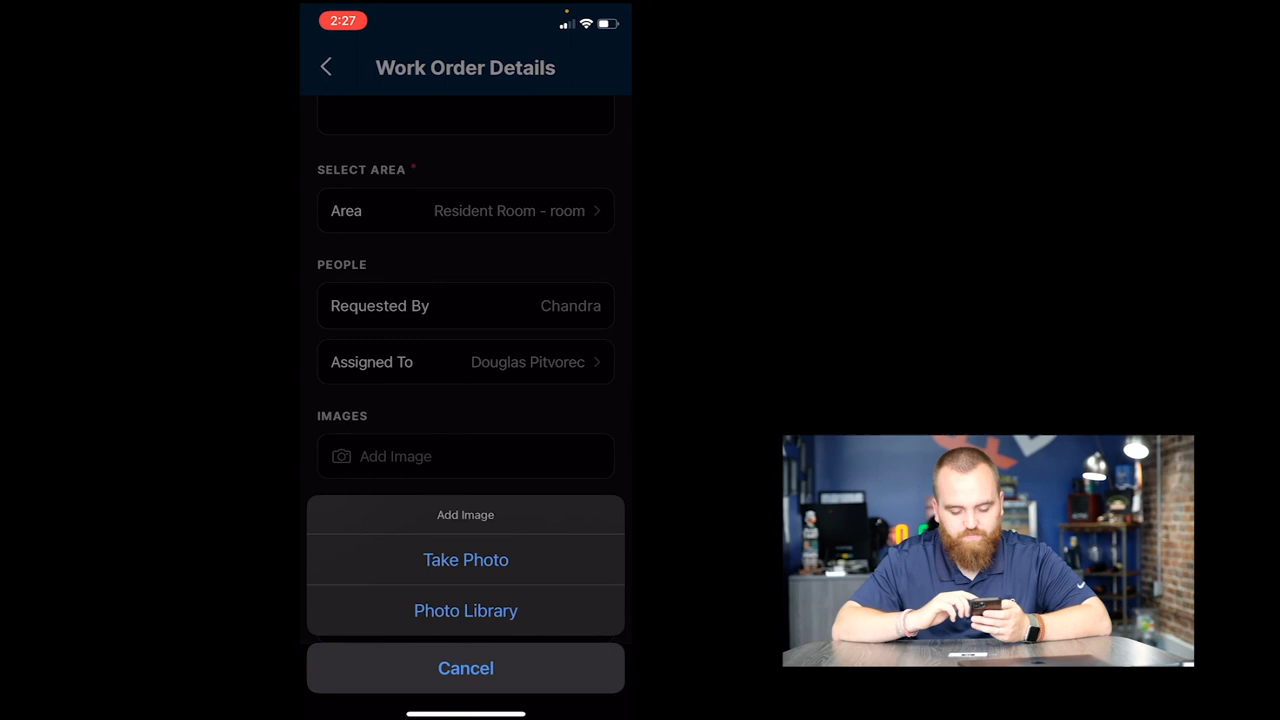 2:27
Work Order Details
SELECT AREA *
Area Resident Room - room
PEOPLE
Requested By Chandra
Assigned To Douglas Pitvorec
IMAGES
Add Image
Add Image
Take Photo
Photo Library
Cancel